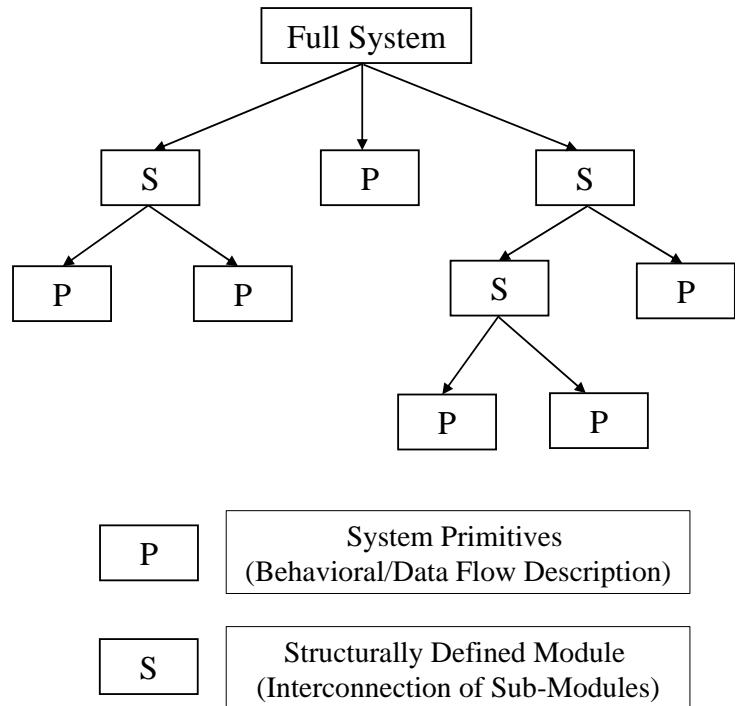 Full System
S
P
S
P
P
S
P
P
P
P
System Primitives
(Behavioral/Data Flow Description)
S
Structurally Defined Module
(Interconnection of Sub-Modules)